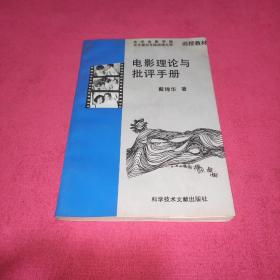 函授教材
电影理论与
批评手册
戴锦华 著
科学技术文献出版社